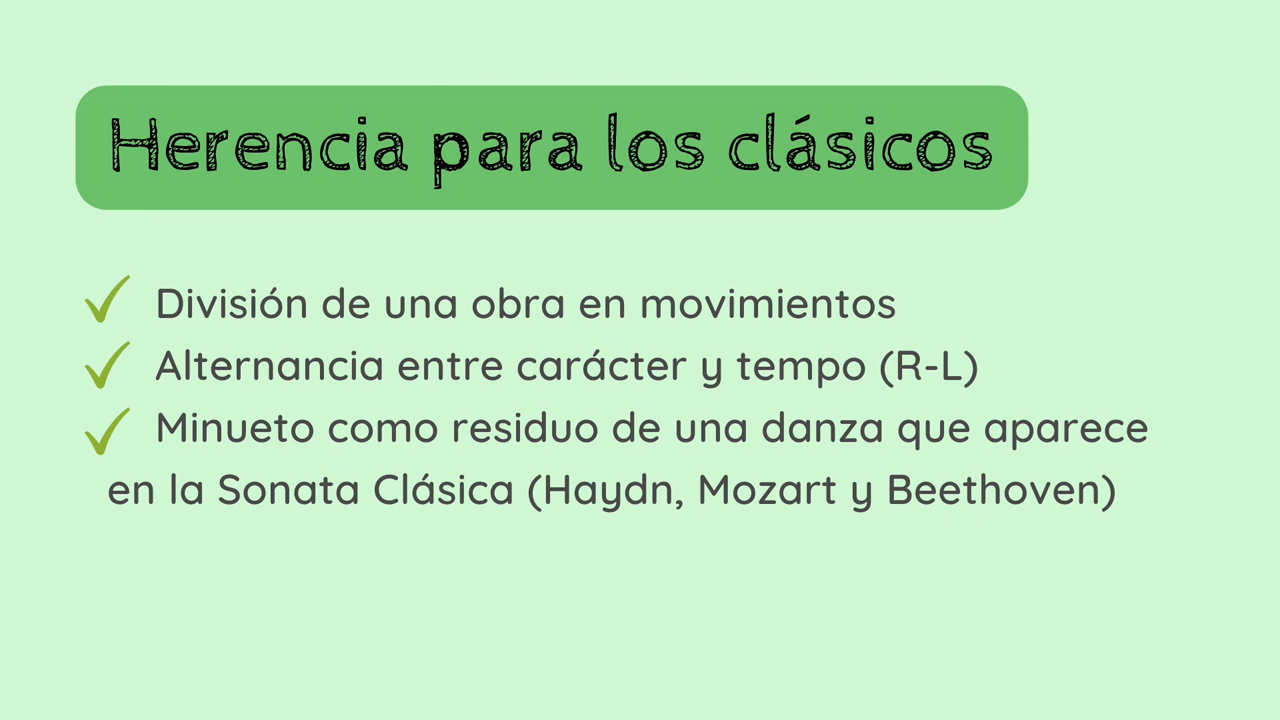 Herencia para los clásicos
División de una obra en movimientos
Alternancia entre carácter y tempo (R-L)
Minueto como residuo de una danza que aparece
en la Sonata Clásica (Haydn, Mozart y Beethoven)